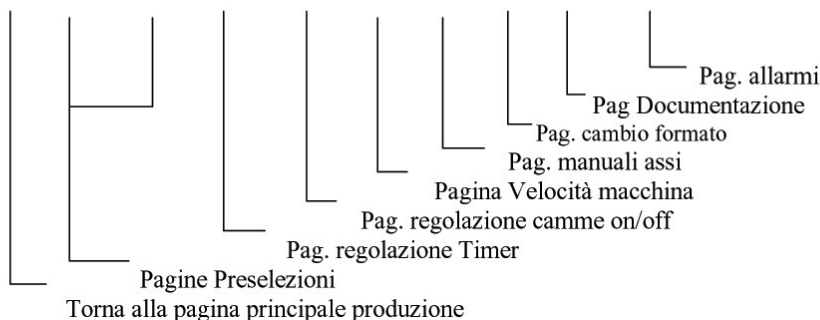 Pag. allarmi
Pag Documentazione
Pag. cambio formato
Pag. manuali assi
Pagina Velocità macchina
Pag. regolazione camme on/off
Pag. regolazione Timer
Pagine Preselezioni
Torna alla pagina principale produzione